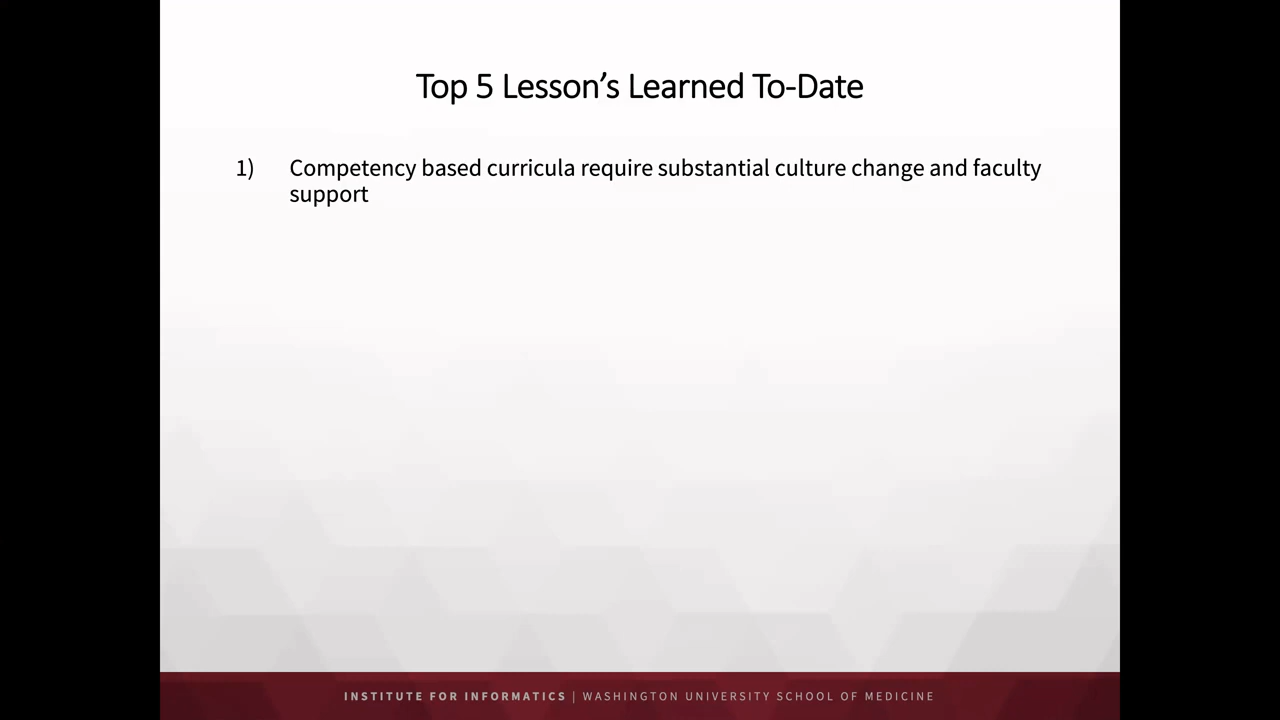 Top 5 Lesson’s Learned To-Date
1) Competency based curricula require substantial culture change and faculty
support
INSTITUTE FOR INFORMATICS | WASHINGTON UNIVERSITY SCHOOL OF MEDICINE